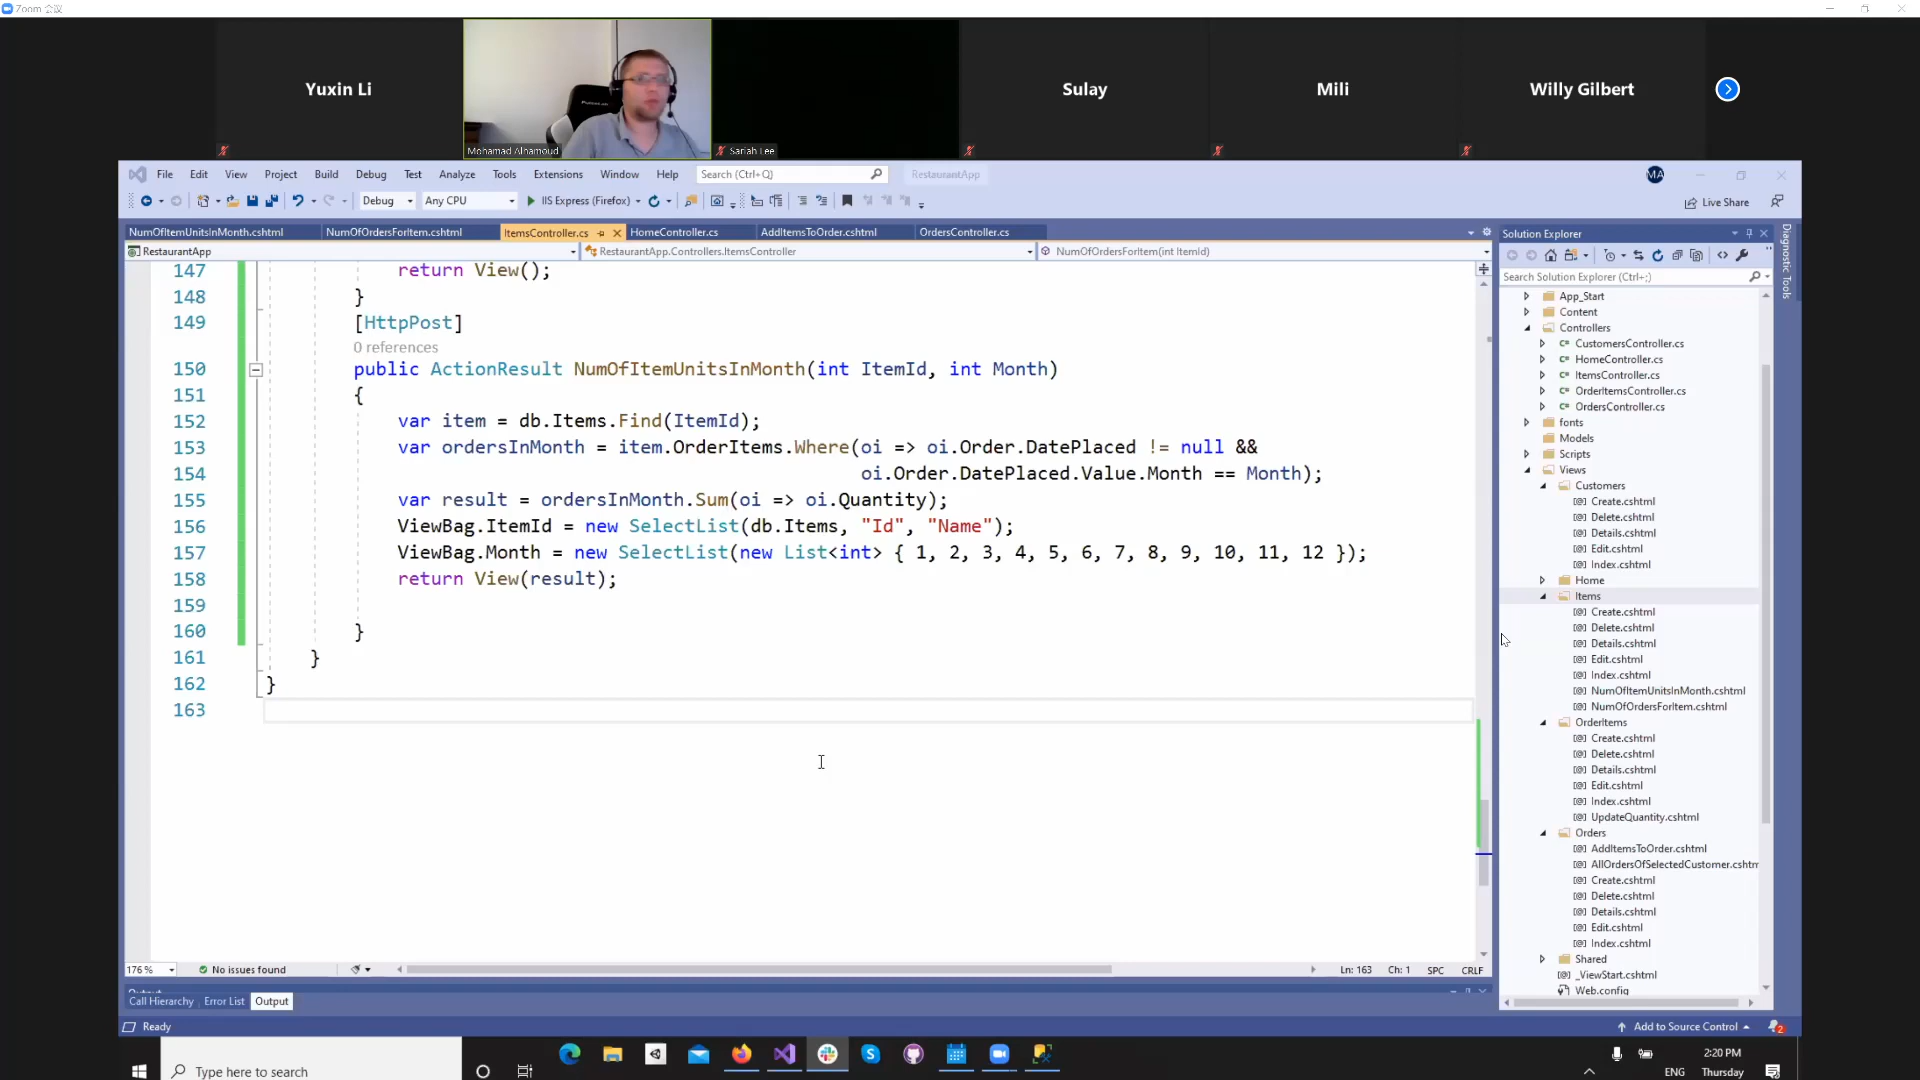 Zoom 会议
Yuxin Li
Mohamad Alhamoud
Sariah Lee
Sulay
Mili
Willy Gilbert
File Edit View Project Build Debug Test Analyze Tools Extensions Window Help Search (Ctrl+Q) RestaurantApp MA
Debug Any CPU IIS Express (Firefox) Live Share
NumOfItemUnitsInMonth.cshtml NumOfOrdersForItem.cshtml ItemsController.cs HomeController.cs AddItemsToOrder.cshtml OrdersController.cs
RestaurantApp RestaurantApp.Controllers.ItemsController NumOfOrdersForItem(int ItemId)
147 return View();
148 }
149 [HttpPost]
0 references
150 public ActionResult NumOfItemUnitsInMonth(int ItemId, int Month)
151 {
152 var item = db.Items.Find(ItemId);
153 var ordersInMonth = item.OrderItems.Where(oi => oi.Order.DatePlaced != null &&
154 oi.Order.DatePlaced.Value.Month == Month);
155 var result = ordersInMonth.Sum(oi => oi.Quantity);
156 ViewBag.ItemId = new SelectList(db.Items, "Id", "Name");
157 ViewBag.Month = new SelectList(new List<int> { 1, 2, 3, 4, 5, 6, 7, 8, 9, 10, 11, 12 });
158 return View(result);
159
160 }
161 }
162 }
163
176 % No issues found Ln: 163 Ch: 1 SPC CRLF
Output
Call Hierarchy Error List Output
Ready Add to Source Control 2
Solution Explorer
Search Solution Explorer (Ctrl+;)
App_Start
Content
Controllers
C# CustomersController.cs
C# HomeController.cs
C# ItemsController.cs
C# OrderItemsController.cs
C# OrdersController.cs
fonts
Models
Scripts
Views
Customers
Create.cshtml
Delete.cshtml
Details.cshtml
Edit.cshtml
Index.cshtml
Home
Items
Create.cshtml
Delete.cshtml
Details.cshtml
Edit.cshtml
Index.cshtml
NumOfItemUnitsInMonth.cshtml
NumOfOrdersForItem.cshtml
OrderItems
Create.cshtml
Delete.cshtml
Details.cshtml
Edit.cshtml
Index.cshtml
UpdateQuantity.cshtml
Orders
AddItemsToOrder.cshtml
AllOrdersOfSelectedCustomer.cshtm
Create.cshtml
Delete.cshtml
Details.cshtml
Edit.cshtml
Index.cshtml
Shared
_ViewStart.cshtml
Web.config
Diagnostic Tools
Type here to search
2:20 PM
ENG Thursday